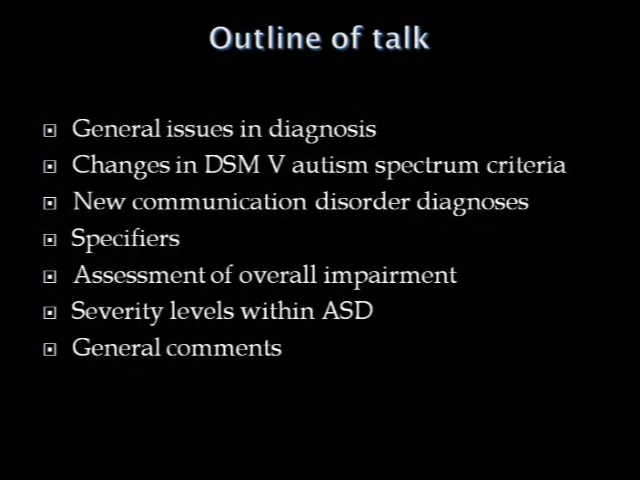 Outline of talk
General issues in diagnosis
Changes in DSM V autism spectrum criteria
New communication disorder diagnoses
Specifiers
Assessment of overall impairment
Severity levels within ASD
General comments